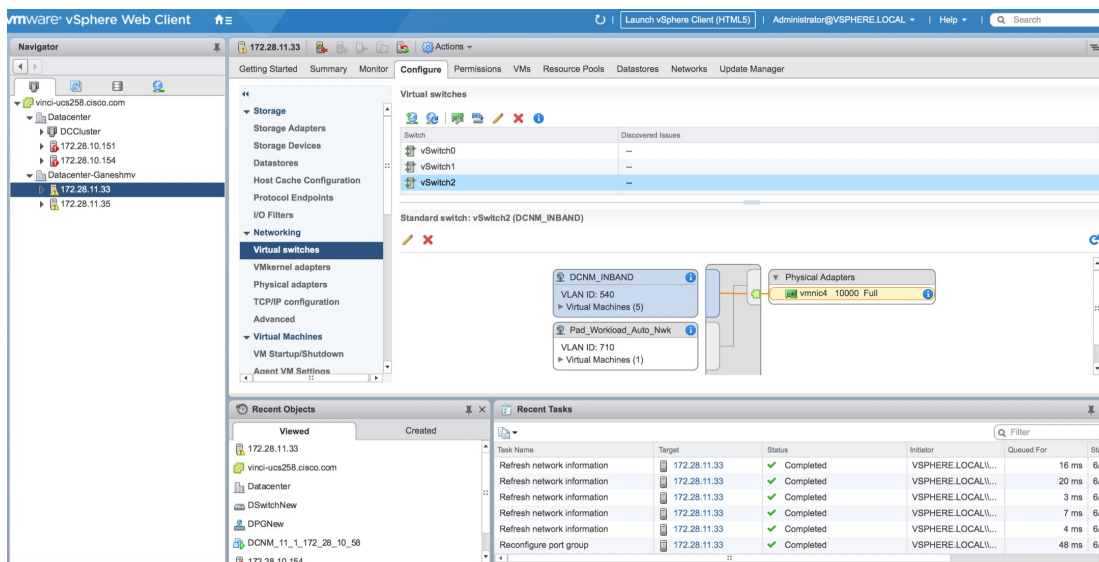 vmware® vSphere Web Client
Launch vSphere Client (HTML5)
Administrator@VSPHERE.LOCAL
Help
Search
Navigator
vinci-ucs258.cisco.com
Datacenter
DCCluster
172.28.10.151
172.28.10.154
Datacenter-Ganeshmv
172.28.11.33
172.28.11.35
172.28.11.33
Actions
Getting Started Summary Monitor Configure Permissions VMs Resource Pools Datastores Networks Update Manager
Storage
Storage Adapters
Storage Devices
Datastores
Host Cache Configuration
Protocol Endpoints
I/O Filters
Networking
Virtual switches
VMkernel adapters
Physical adapters
TCP/IP configuration
Advanced
Virtual Machines
VM Startup/Shutdown
Agent VM Settings
Virtual switches
Switch Discovered Issues
vSwitch0 --
vSwitch1 --
vSwitch2 --
Standard switch: vSwitch2 (DCNM_INBAND)
DCNM_INBAND
VLAN ID: 540
Virtual Machines (5)
Pad_Workload_Auto_Nwk
VLAN ID: 710
Virtual Machines (1)
Physical Adapters
vmnic4 10000 Full
Recent Objects
Viewed Created
172.28.11.33
vinci-ucs258.cisco.com
Datacenter
DSwitchNew
DPGNew
DCNM_11_1_172_28_10_58
172.28.10.154
Recent Tasks
Filter
Task Name Target Status Initiator Queued For
Refresh network information 172.28.11.33 Completed VSPHERE.LOCAL\\... 16 ms
Refresh network information 172.28.11.33 Completed VSPHERE.LOCAL\\... 20 ms
Refresh network information 172.28.11.33 Completed VSPHERE.LOCAL\\... 3 ms
Refresh network information 172.28.11.33 Completed VSPHERE.LOCAL\\... 7 ms
Refresh network information 172.28.11.33 Completed VSPHERE.LOCAL\\... 4 ms
Reconfigure port group 172.28.11.33 Completed VSPHERE.LOCAL\\... 48 ms